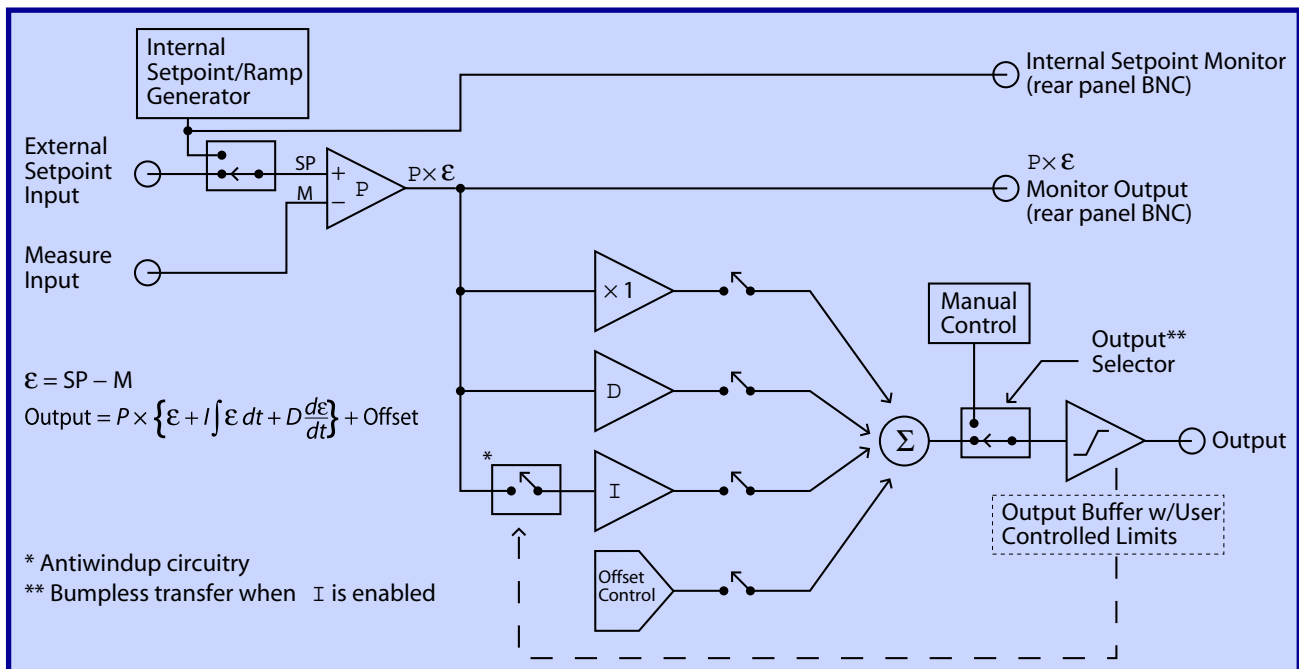 Internal
Setpoint/Ramp
Generator
Internal Setpoint Monitor
(rear panel BNC)
External
Setpoint
Input
SP
+
P
M
−
P × ε
P × ε
Monitor Output
(rear panel BNC)
Measure
Input
× 1
Manual
Control
Output**
Selector
ε = SP – M
Output = P × {ε + I∫ε dt + D dε/dt} + Offset
D
Σ
Output
*
I
Output Buffer w/User
Controlled Limits
* Antiwindup circuitry
** Bumpless transfer when I is enabled
Offset
Control